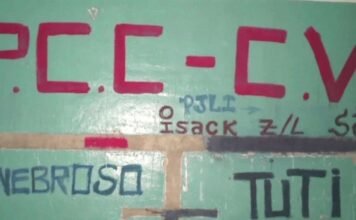 P.C.C-C.V
PJLI
O
ISACK Z/L
NEBROSO
TUTI